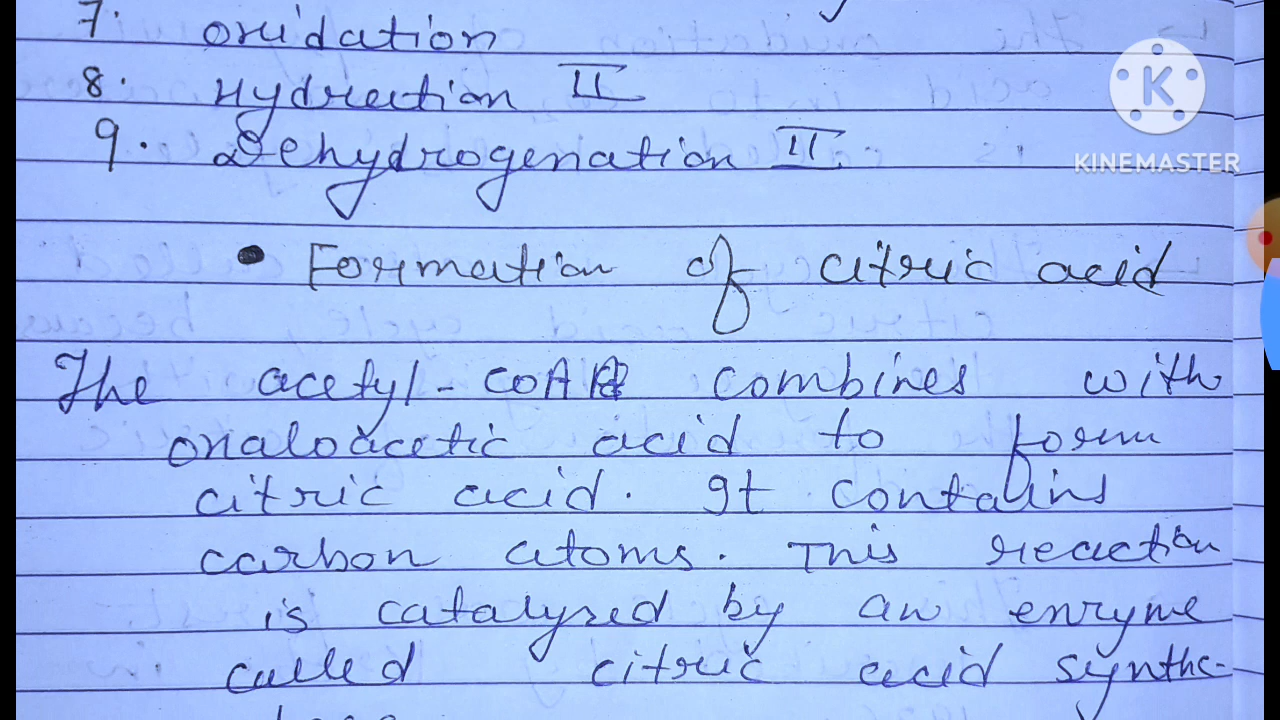 7. oxidation
8. Hydration II
9. Dehydrogenation II
K
KINEMASTER
• Formation of citric acid
The acetyl-coA combines with
oxaloacetic acid to form
citric acid. It contains
carbon atoms. This reaction
is catalysed by an enzyme
called citric acid synthe-